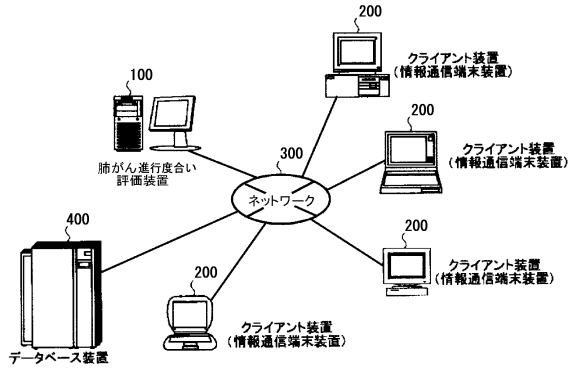 200
クライアント装置
(情報通信端末装置)
100
肺がん進行度合い
評価装置
200
クライアント装置
(情報通信端末装置)
300
ネットワーク
400
データベース装置
200
クライアント装置
(情報通信端末装置)
200
クライアント装置
(情報通信端末装置)